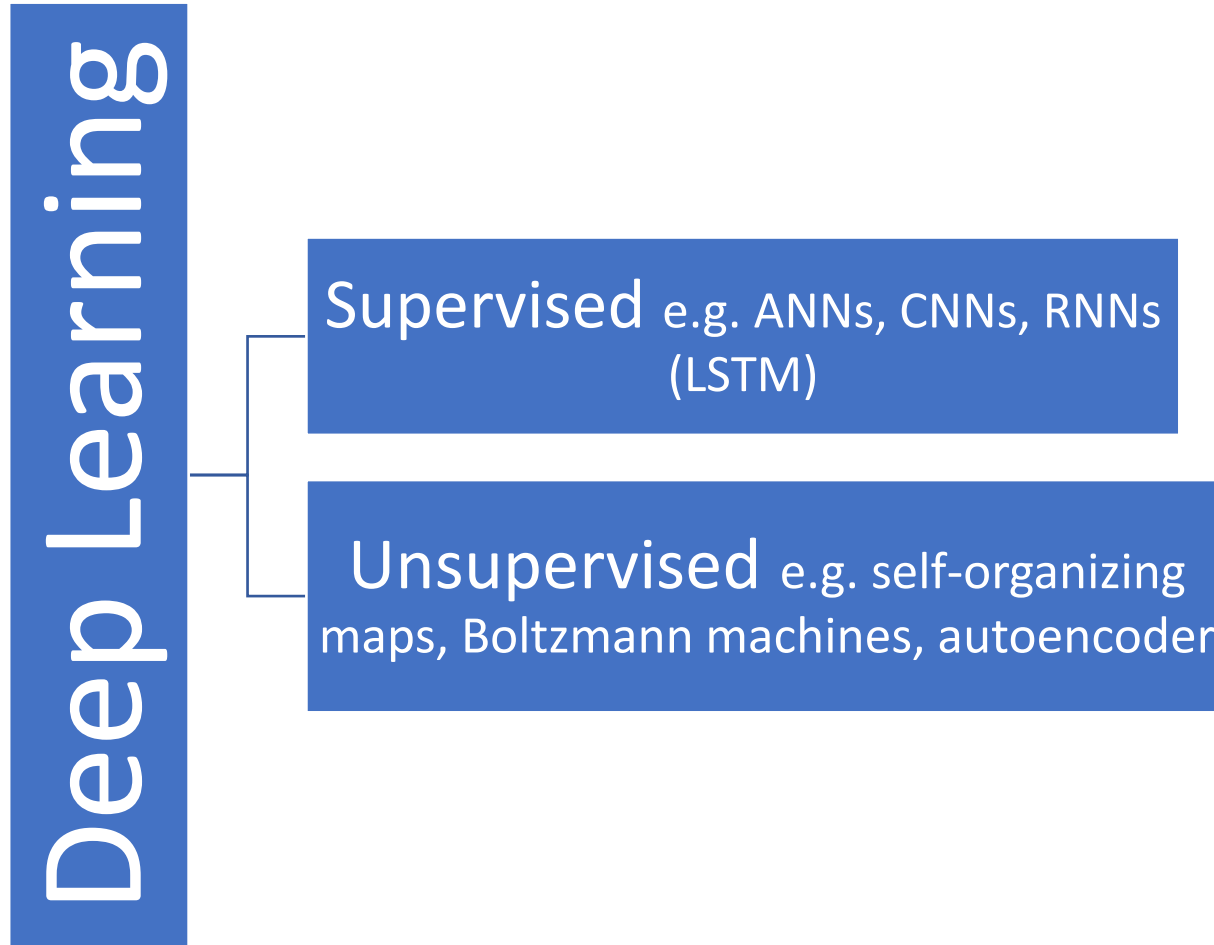 Deep Learning
Supervised e.g. ANNs, CNNs, RNNs
(LSTM)
Unsupervised e.g. self-organizing
maps, Boltzmann machines, autoencoder